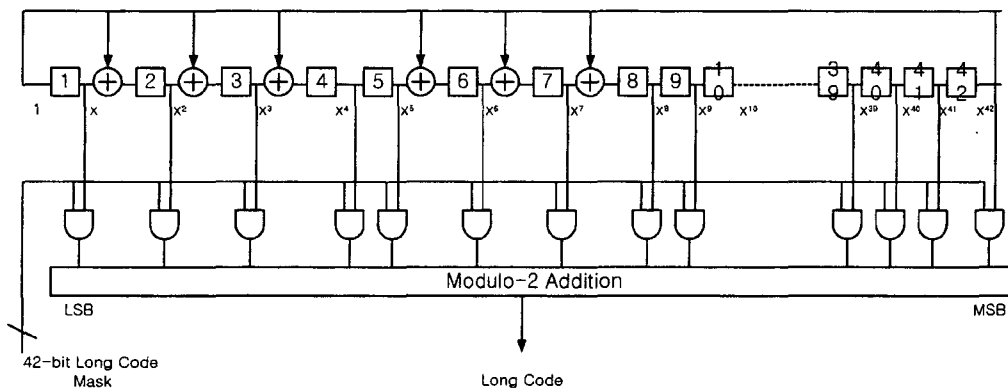 1 2 3 4 5 6 7 8 9 10 39 40 41 42
1 x x² x³ x⁴ x⁵ x⁶ x⁷ x⁸ x⁹ x¹⁰ x³⁹ x⁴⁰ x⁴¹ x⁴²
Modulo-2 Addition
LSB MSB
42-bit Long Code
Mask
Long Code